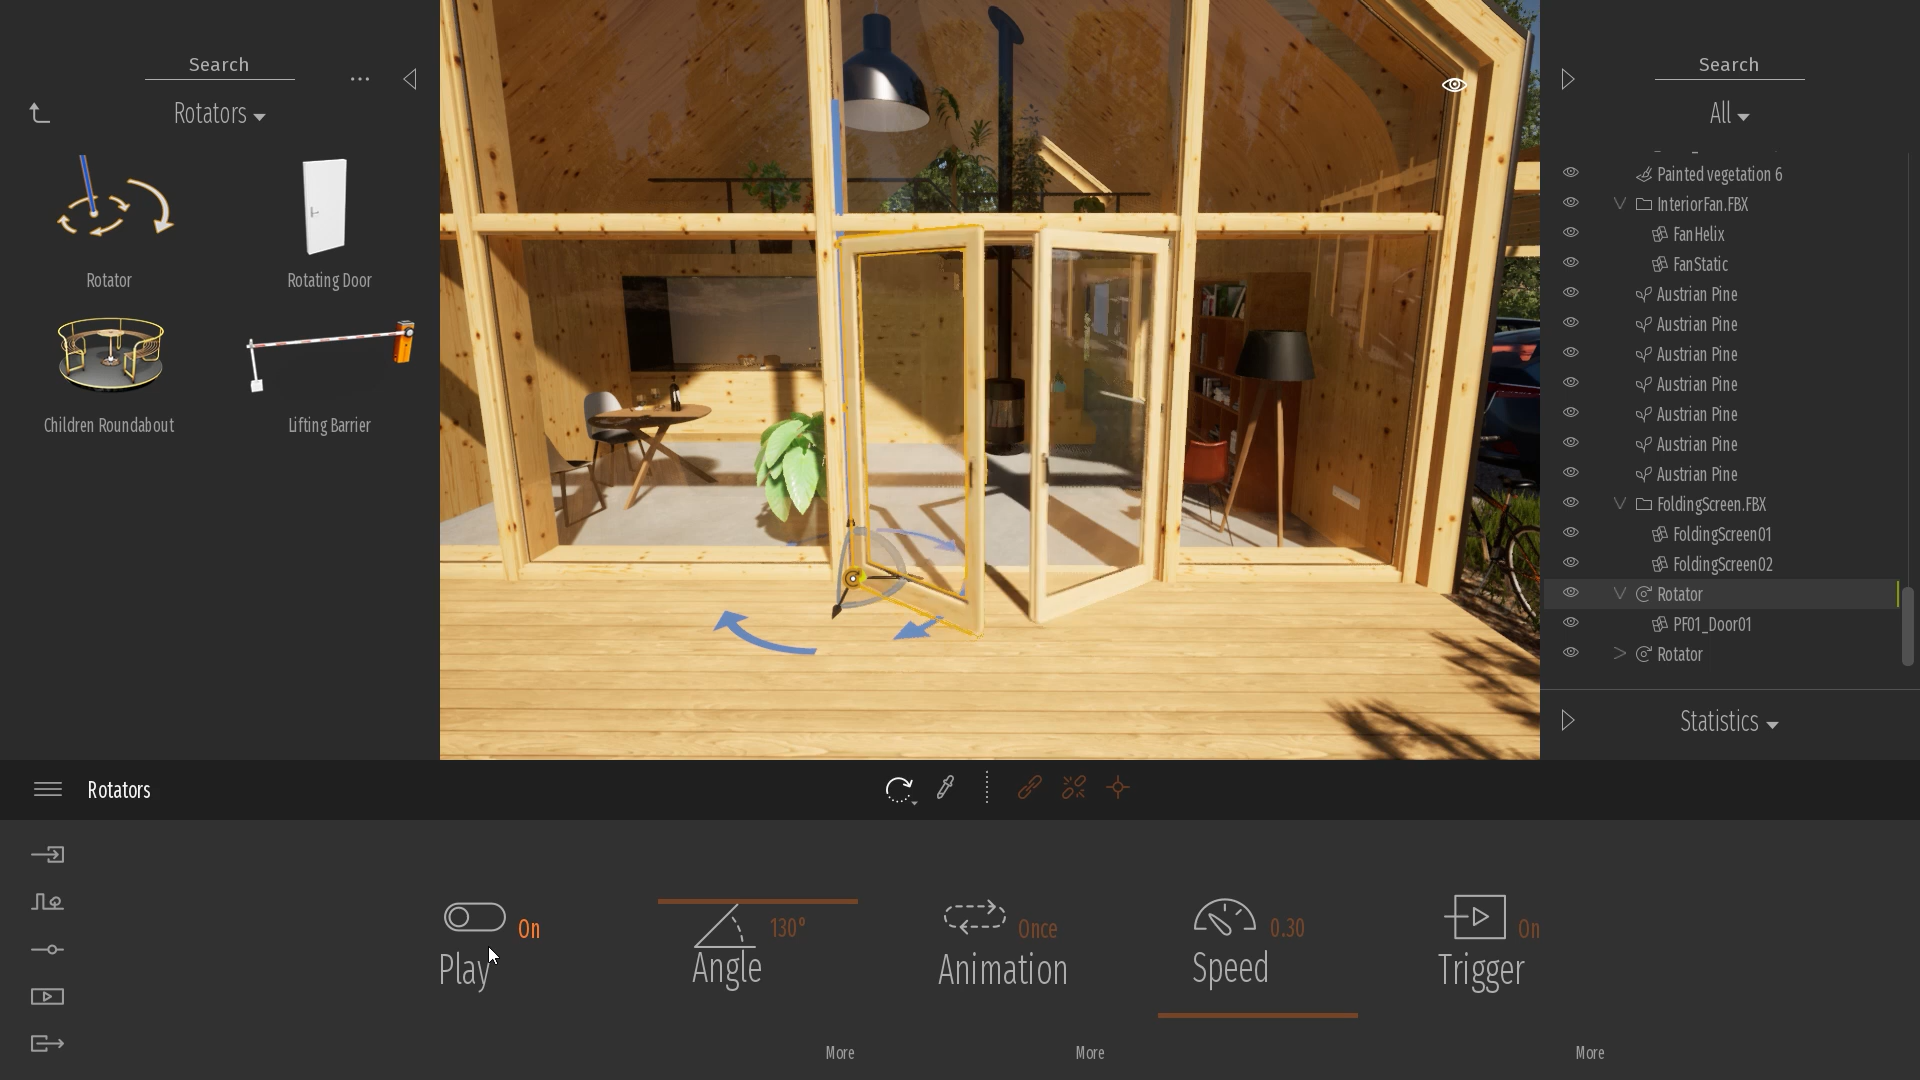 Search
Rotators
Rotator
Rotating Door
Children Roundabout
Lifting Barrier
Search
All
Painted vegetation 6
InteriorFan.FBX
FanHelix
FanStatic
Austrian Pine
Austrian Pine
Austrian Pine
Austrian Pine
Austrian Pine
Austrian Pine
Austrian Pine
FoldingScreen.FBX
FoldingScreen01
FoldingScreen02
Rotator
PF01_Door01
Rotator
Statistics
Rotators
On
Play
130°
Angle
Once
Animation
0.30
Speed
On
Trigger
More
More
More